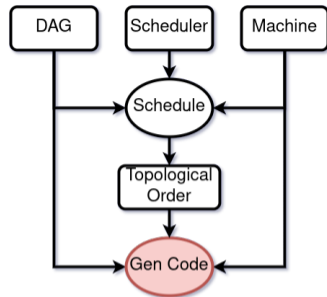 DAG
Scheduler
Machine
Schedule
Topological
Order
Gen Code